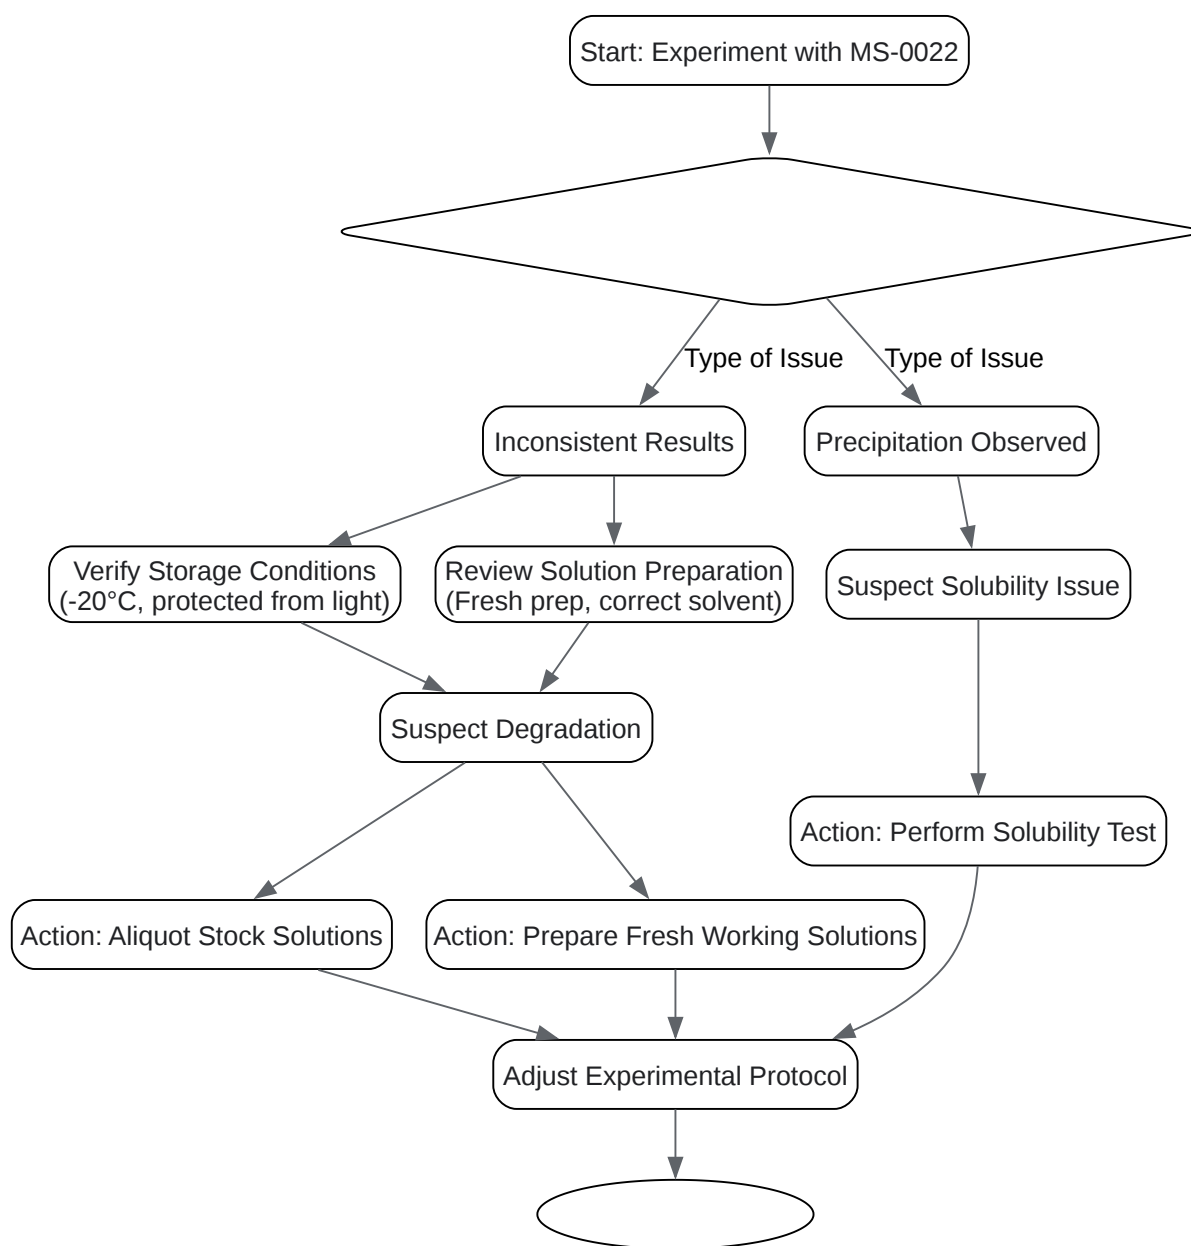 Start: Experiment with MS-0022
Type of Issue
Type of Issue
Inconsistent Results
Precipitation Observed
Verify Storage Conditions
(-20°C, protected from light)
Review Solution Preparation
(Fresh prep, correct solvent)
Suspect Solubility Issue
Suspect Degradation
Action: Perform Solubility Test
Action: Aliquot Stock Solutions
Action: Prepare Fresh Working Solutions
Adjust Experimental Protocol